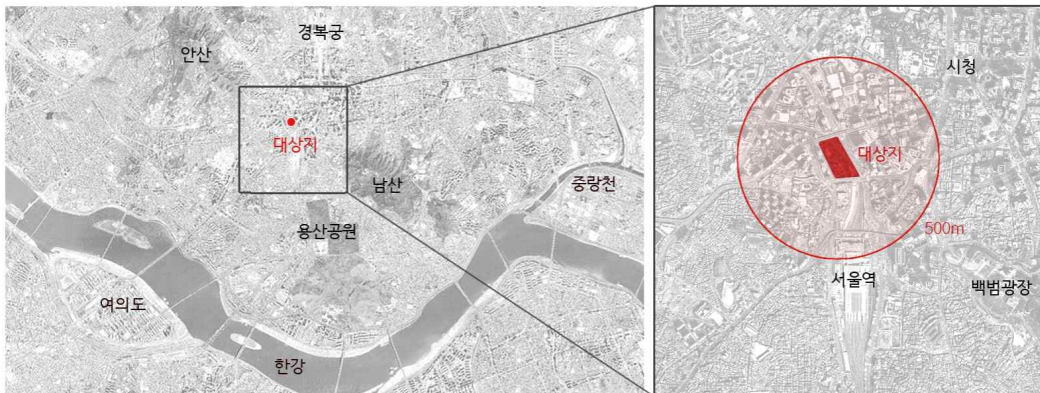 경복궁
안산
대상지
남산
중랑천
용산공원
여의도
한강
시청
대상지
500m
서울역
백범광장